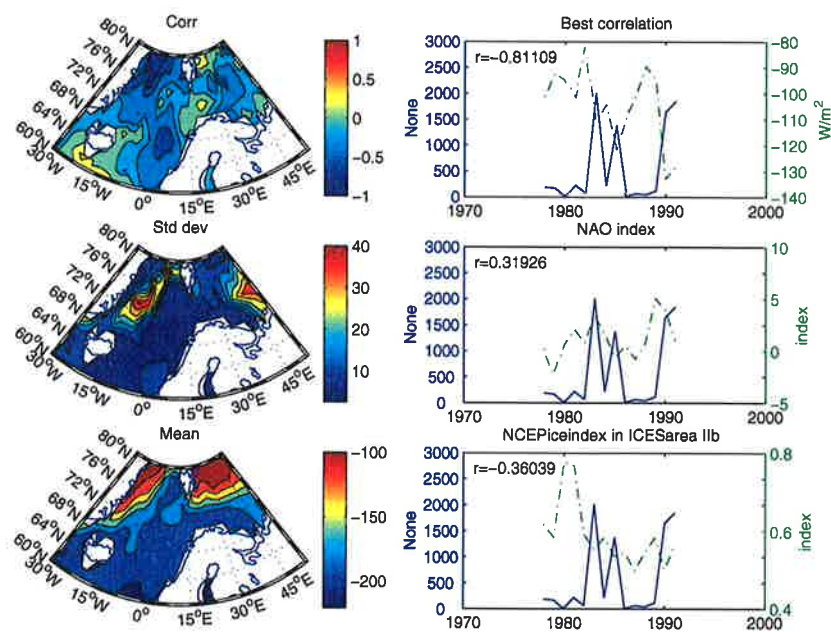 Corr
80°N
76°N
72°N
68°N
64°N
60°N
30°W
15°W
0°
15°E
30°E
45°E
1
0.5
0
−0.5
−1
Best correlation
r=−0.81109
None
3000
2500
2000
1500
1000
500
0
1970
1980
1990
2000
−80
−90
−100
−110
−120
−130
−140
W/m²
Std dev
80°N
76°N
72°N
68°N
64°N
60°N
30°W
15°W
0°
15°E
30°E
45°E
40
30
20
10
NAO index
r=0.31926
None
3000
2500
2000
1500
1000
500
0
1970
1980
1990
2000
10
5
0
−5
index
Mean
80°N
76°N
72°N
68°N
64°N
60°N
30°W
15°W
0°
15°E
30°E
45°E
−100
−150
−200
NCEPiceindex in ICESarea IIb
r=−0.36039
None
3000
2500
2000
1500
1000
500
0
1970
1980
1990
2000
0.8
0.6
0.4
index